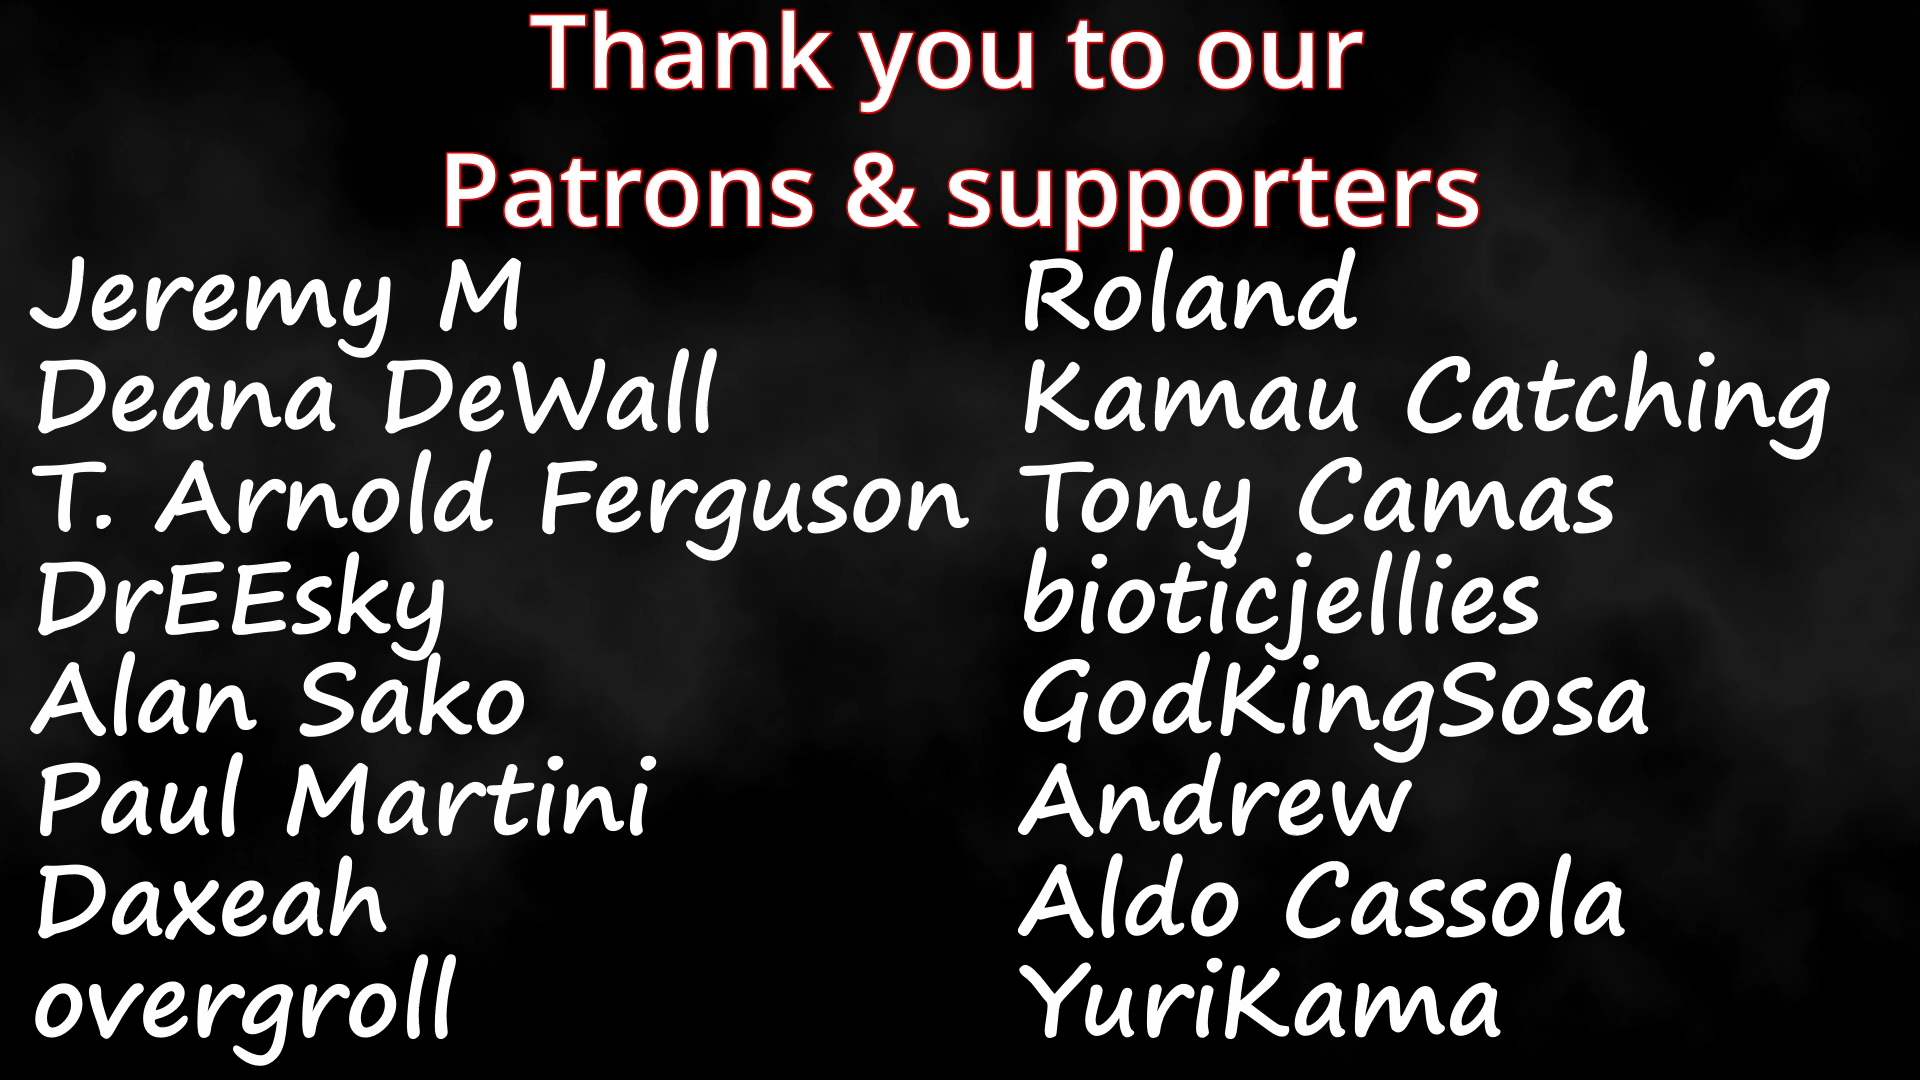 Thank you to our
Patrons & supporters
Jeremy M
Deana DeWall
T. Arnold Ferguson
DrEEsky
Alan Sako
Paul Martini
Daxeah
overgroll
Roland
Kamau Catching
Tony Camas
bioticjellies
GodKingSosa
Andrew
Aldo Cassola
YuriKama